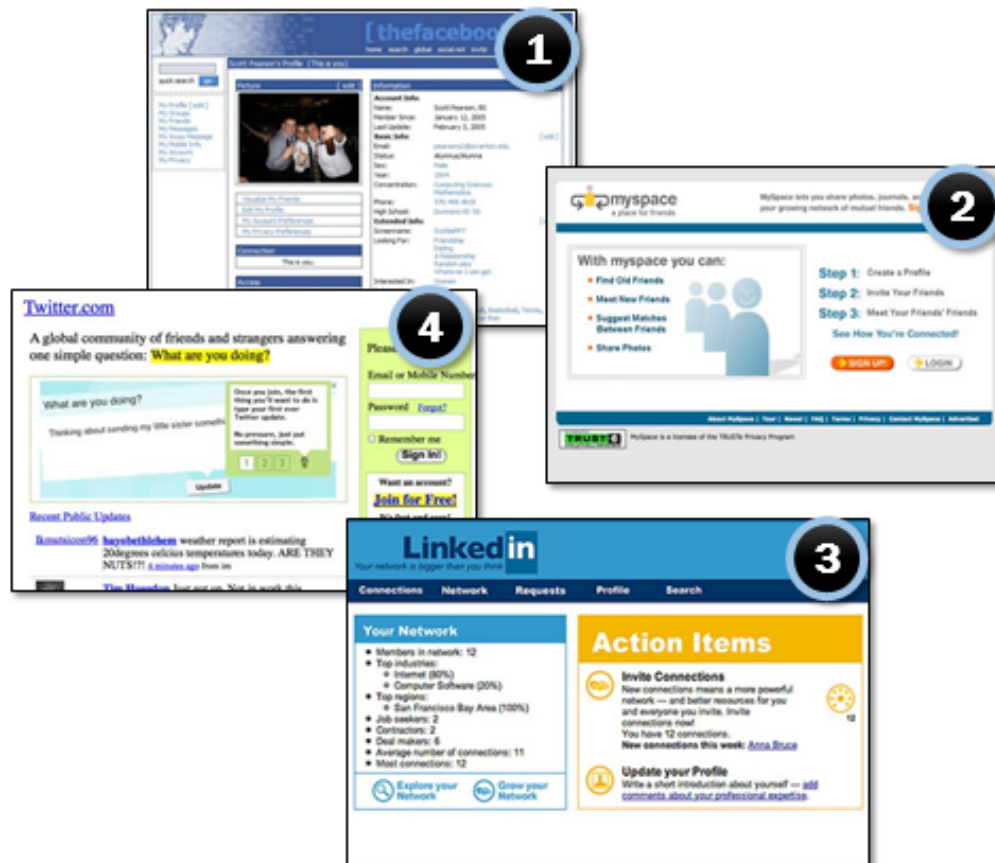 [thefaceboo
home search global social net invite
1
Scott Pearson's Profile (This is you)
quick search go
My Profile [edit]
My Groups
My Friends
My Messages
My Away Message
My Mobile Info
My Account
My Privacy
Picture [ edit ]
Visualize My Friends
Edit My Profile
My Account Preferences
My Privacy Preferences
Connection
This is you.
Access
Information
Account Info:
Name: Scott Pearson
Member Since: January 12, 2005
Last Update: February 3, 2005
Basic Info: [edit]
Email:
Status: Alumnus/Alumna
Sex: Male
Year: 2004
Concentration: Computing Sciences
Mathematics
Phone:
High School:
Extended Info:
Screenname:
Looking For: Friendship
Dating
A Relationship
Random play
Whatever I can get
Interested In: Women
myspace
a place for friends
MySpace lets you share photos, journals, an
your growing network of mutual friends.
2
With myspace you can:
Find Old Friends
Meet New Friends
Suggest Matches
Between Friends
Share Photos
Step 1: Create a Profile
Step 2: Invite Your Friends
Step 3: Meet Your Friends' Friends
See How You're Connected!
SIGN UP!
LOGIN
About MySpace | Tour | News! | FAQ | Terms | Privacy | Contact MySpace | Advertise!
TRUSTe
MySpace is a licensee of the TRUSTe Privacy Program
Twitter.com
A global community of friends and strangers answering
one simple question: What are you doing?
4
What are you doing?
Thinking about sending my little sister someth
Once you join, the first
thing you'll want to do is
type your first ever
Twitter update.
No pressure, just put
something simple.
1 2 3
Update
Please
Email or Mobile Number
Password Forgot?
Remember me
Sign in!
Want an account?
Join for Free!
Recent Public Updates
hayobethlehem weather report is estimating
20degrees celcius temperatures today. ARE THEY
NUTS!?! 4 minutes ago from im
Linkedin
Your network is bigger than you think
3
Connections Network Requests Profile Search
Your Network
Members in network: 12
Top industries:
Internet (80%)
Computer Software (20%)
Top regions:
San Francisco Bay Area (100%)
Job seekers: 2
Contractors: 2
Deal makers: 6
Average number of connections: 11
Most connections: 12
Explore your
Network
Grow your
Network
Action Items
Invite Connections
New connections means a more powerful
network — and better resources for you
and everyone you invite. Invite
connections now!
You have 12 connections.
New connections this week: Anna Bruce
12
Update your Profile
Write a short introduction about yourself — add
comments about your professional expertise.